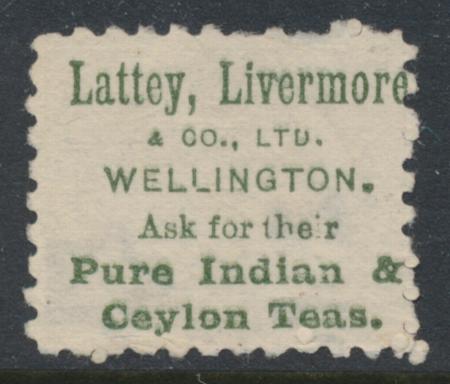 Lattey, Livermore
& CO., LTD.
WELLINGTON.
Ask for their
Pure Indian &
Ceylon Teas.